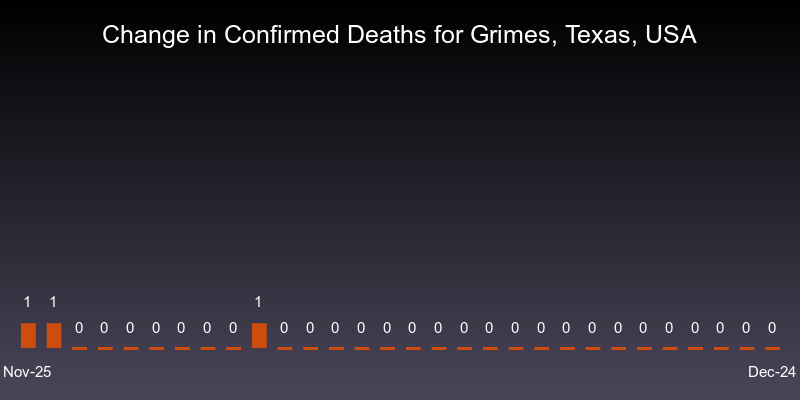 Change in Confirmed Deaths for Grimes, Texas, USA
1 1 1
0 0 0 0 0 0 0 0 0 0 0 0 0 0 0 0 0 0 0 0 0 0 0 0 0 0 0
Nov-25 Dec-24